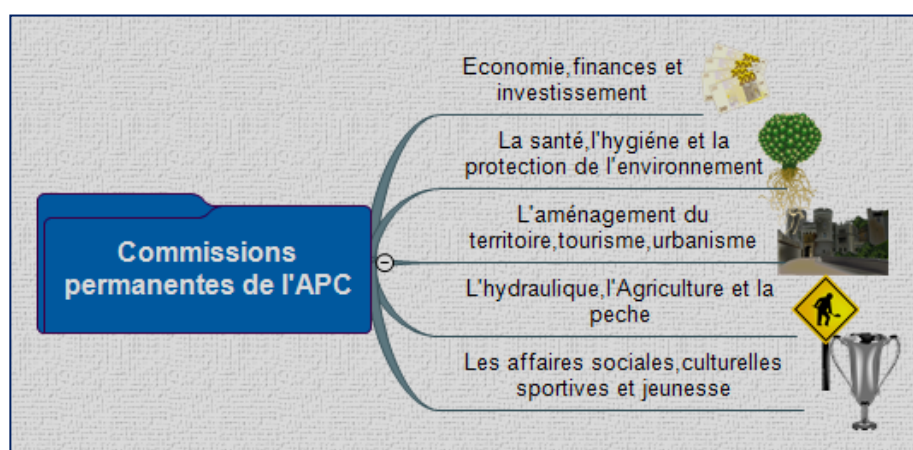 Commissions
permanentes de l'APC
Economie,finances et
investissement
La santé,l'hygiéne et la
protection de l'environnement
L'aménagement du
territoire,tourisme,urbanisme
L'hydraulique,l'Agriculture et la
peche
Les affaires sociales,culturelles
sportives et jeunesse